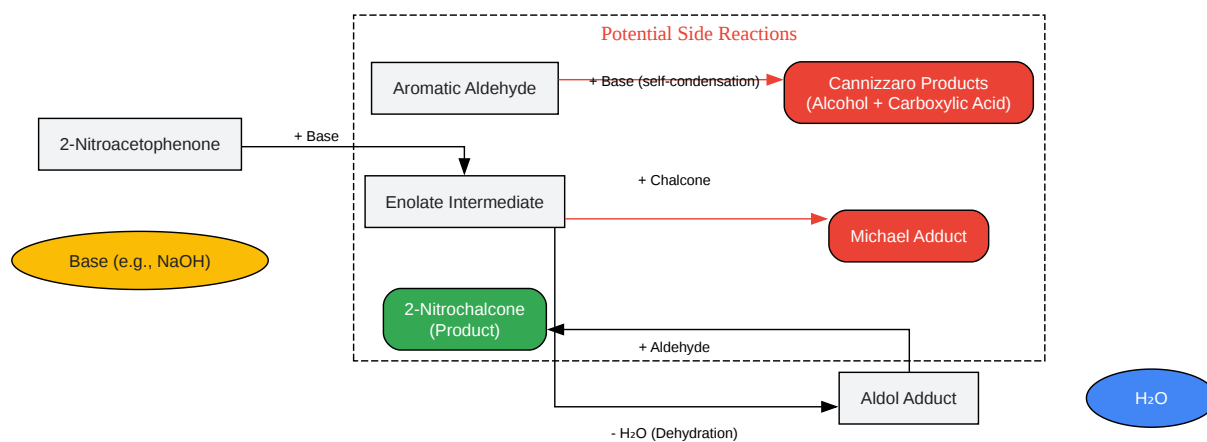 Potential Side Reactions
Aromatic Aldehyde
+ Base (self-condensation)
Cannizzaro Products
(Alcohol + Carboxylic Acid)
2-Nitroacetophenone
+ Base
Enolate Intermediate
+ Chalcone
Michael Adduct
Base (e.g., NaOH)
2-Nitrochalcone
(Product)
+ Aldehyde
Aldol Adduct
H₂O
- H₂O (Dehydration)